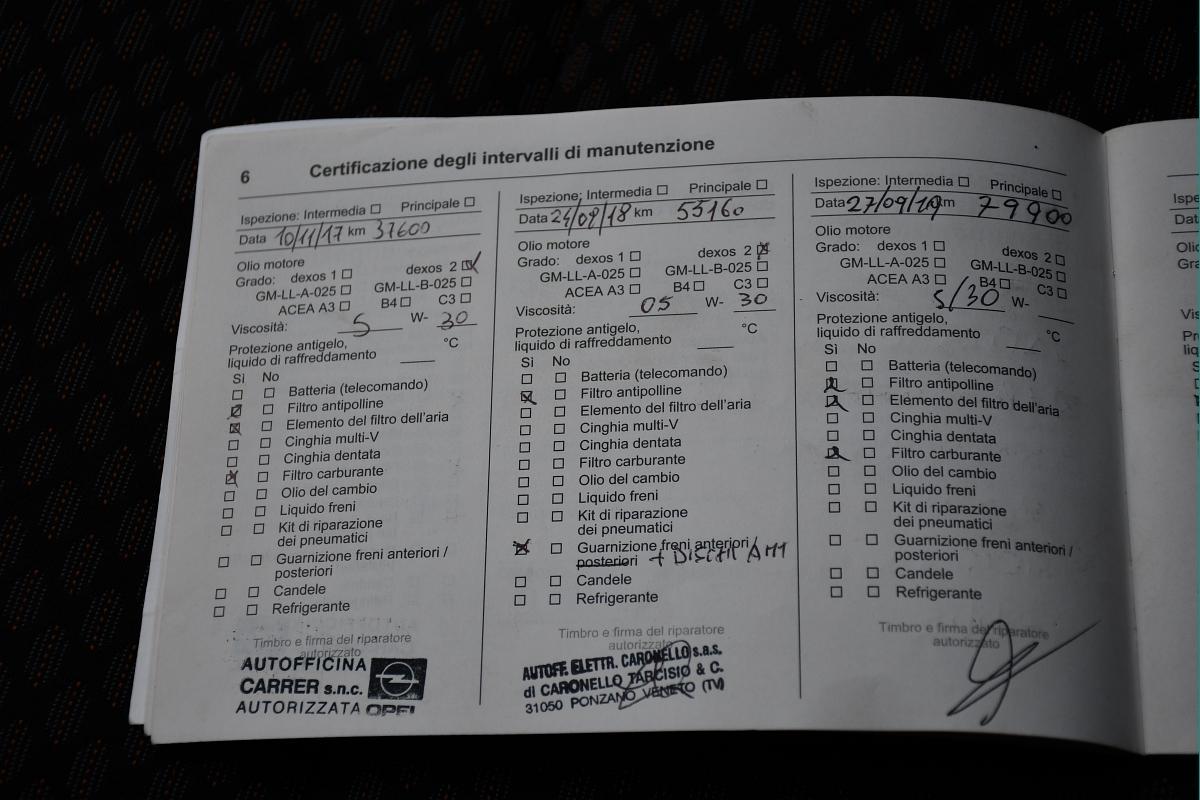 6 Certificazione degli intervalli di manutenzione
Ispezione: Intermedia ☐ Principale ☐
Data 10/11/17 km 37600
Olio motore
Grado: dexos 1 ☐ dexos 2 ☑
GM-LL-A-025 ☐ GM-LL-B-025 ☐
ACEA A3 ☐ B4 ☐ C3 ☐
Viscosità: 5 W- 30
Protezione antigelo,
liquido di raffreddamento ____ °C
Sì No
☐ ☐ Batteria (telecomando)
☑ ☐ Filtro antipolline
☒ ☐ Elemento del filtro dell'aria
☐ ☐ Cinghia multi-V
☐ ☐ Cinghia dentata
☒ ☐ Filtro carburante
☐ ☐ Olio del cambio
☐ ☐ Liquido freni
☐ ☐ Kit di riparazione
dei pneumatici
☐ ☐ Guarnizione freni anteriori /
posteriori
☐ ☐ Candele
☐ ☐ Refrigerante
Timbro e firma del riparatore
autorizzato
AUTOFFICINA
CARRER s.n.c.
AUTORIZZATA OPEL
Ispezione: Intermedia ☐ Principale ☐
Data 24/09/18 km 55160
Olio motore
Grado: dexos 1 ☐ dexos 2 ☒
GM-LL-A-025 ☐ GM-LL-B-025 ☐
ACEA A3 ☐ B4 ☐ C3 ☐
Viscosità: 05 W- 30
Protezione antigelo,
liquido di raffreddamento ____ °C
Sì No
☐ ☐ Batteria (telecomando)
☒ ☐ Filtro antipolline
☐ ☐ Elemento del filtro dell'aria
☐ ☐ Cinghia multi-V
☐ ☐ Cinghia dentata
☐ ☐ Filtro carburante
☐ ☐ Olio del cambio
☐ ☐ Liquido freni
☐ ☐ Kit di riparazione
dei pneumatici
☒ ☐ Guarnizione freni anteriori /
posteriori + DISCHI ANT
☐ ☐ Candele
☐ ☐ Refrigerante
Timbro e firma del riparatore
autorizzato
AUTOFF. ELETTR. CARONELLO s.a.s.
di CARONELLO TARCISIO & C.
31050 PONZANO VENETO (TV)
Ispezione: Intermedia ☐ Principale ☐
Data 27/09/19 km 79900
Olio motore
Grado: dexos 1 ☐ dexos 2 ☐
GM-LL-A-025 ☐ GM-LL-B-025 ☐
ACEA A3 ☐ B4 ☐ C3 ☐
Viscosità: 5/30 W- ____
Protezione antigelo,
liquido di raffreddamento ____ °C
Sì No
☐ ☐ Batteria (telecomando)
☑ ☐ Filtro antipolline
☑ ☐ Elemento del filtro dell'aria
☐ ☐ Cinghia multi-V
☐ ☐ Cinghia dentata
☑ ☐ Filtro carburante
☐ ☐ Olio del cambio
☐ ☐ Liquido freni
☐ ☐ Kit di riparazione
dei pneumatici
☐ ☐ Guarnizione freni anteriori /
posteriori
☐ ☐ Candele
☐ ☐ Refrigerante
Timbro e firma del riparatore
autorizzato